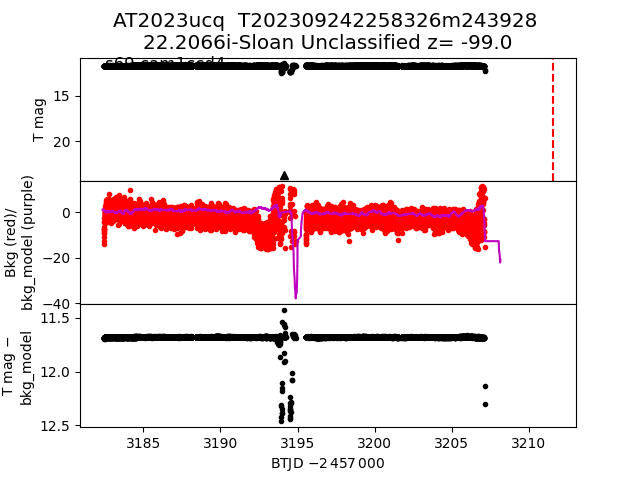 AT2023ucq T202309242258326m243928
22.2066i-Sloan Unclassified z= -99.0
s69 cam1ccd4
T mag
15
20
Bkg (red)/
bkg_model (purple)
0
−20
−40
T mag −
bkg_model
11.5
12.0
12.5
3185 3190 3195 3200 3205 3210
BTJD −2 457 000